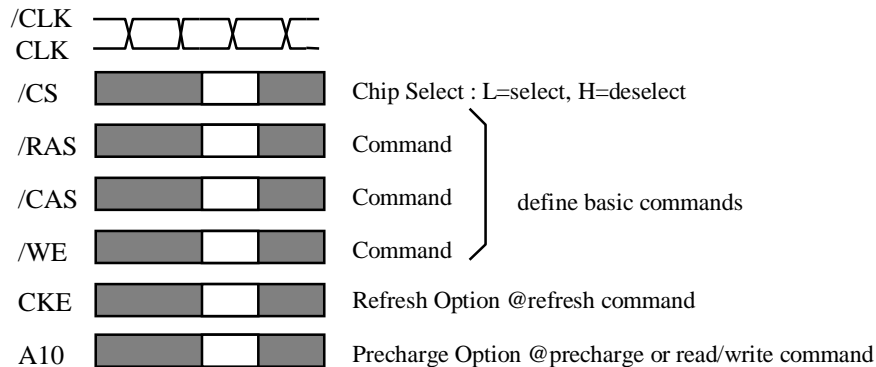 /CLK
CLK
/CS Chip Select : L=select, H=deselect
/RAS Command
/CAS Command define basic commands
/WE Command
CKE Refresh Option @refresh command
A10 Precharge Option @precharge or read/write command